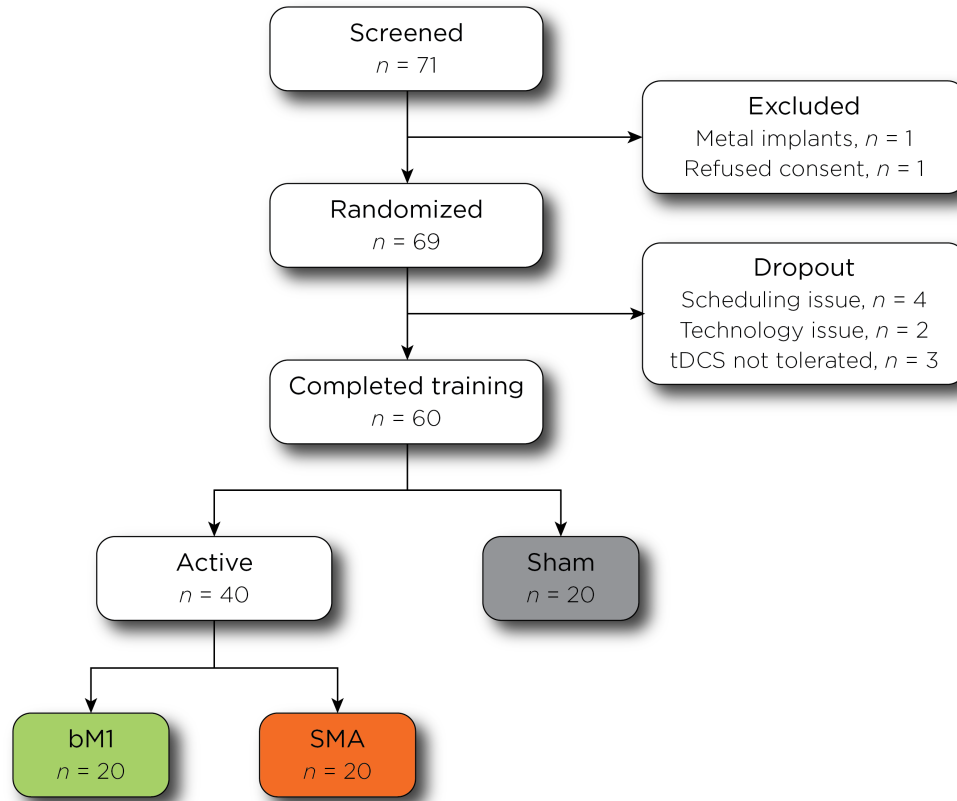 Screened
n = 71
Excluded
Metal implants, n = 1
Refused consent, n = 1
Randomized
n = 69
Dropout
Scheduling issue, n = 4
Technology issue, n = 2
tDCS not tolerated, n = 3
Completed training
n = 60
Active
n = 40
Sham
n = 20
bM1
n = 20
SMA
n = 20